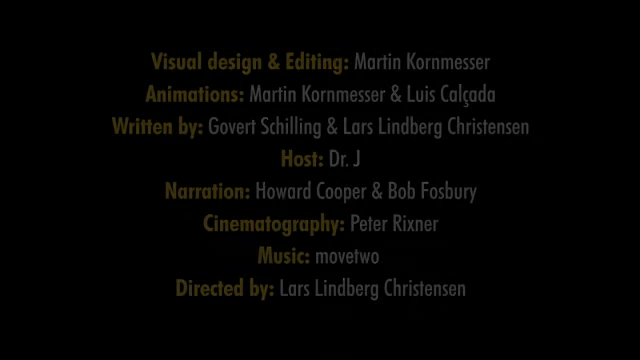 Visual design & Editing: Martin Kornmesser
Animations: Martin Kornmesser & Luis Calçada
Written by: Govert Schilling & Lars Lindberg Christensen
Host: Dr. J
Narration: Howard Cooper & Bob Fosbury
Cinematography: Peter Rixner
Music: movetwo
Directed by: Lars Lindberg Christensen